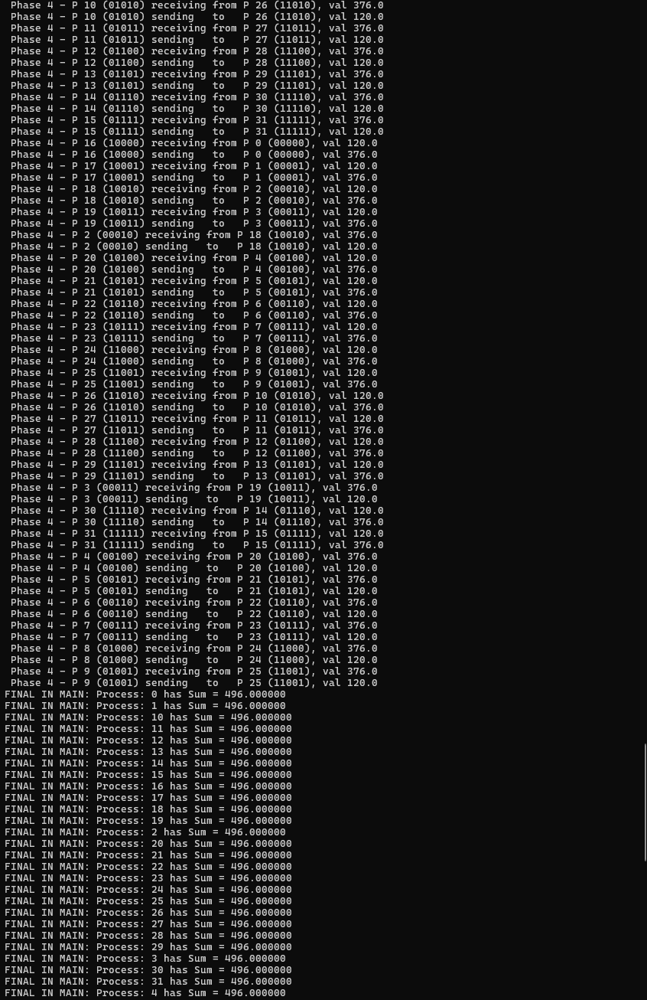 Phase 4 - P 10 (01010) receiving from P 26 (11010), val 376.0
Phase 4 - P 10 (01010) sending   to   P 26 (11010), val 120.0
Phase 4 - P 11 (01011) receiving from P 27 (11011), val 376.0
Phase 4 - P 11 (01011) sending   to   P 27 (11011), val 120.0
Phase 4 - P 12 (01100) receiving from P 28 (11100), val 376.0
Phase 4 - P 12 (01100) sending   to   P 28 (11100), val 120.0
Phase 4 - P 13 (01101) receiving from P 29 (11101), val 376.0
Phase 4 - P 13 (01101) sending   to   P 29 (11101), val 120.0
Phase 4 - P 14 (01110) receiving from P 30 (11110), val 376.0
Phase 4 - P 14 (01110) sending   to   P 30 (11110), val 120.0
Phase 4 - P 15 (01111) receiving from P 31 (11111), val 376.0
Phase 4 - P 15 (01111) sending   to   P 31 (11111), val 120.0
Phase 4 - P 16 (10000) receiving from P 0 (00000), val 120.0
Phase 4 - P 16 (10000) sending   to   P 0 (00000), val 376.0
Phase 4 - P 17 (10001) receiving from P 1 (00001), val 120.0
Phase 4 - P 17 (10001) sending   to   P 1 (00001), val 376.0
Phase 4 - P 18 (10010) receiving from P 2 (00010), val 120.0
Phase 4 - P 18 (10010) sending   to   P 2 (00010), val 376.0
Phase 4 - P 19 (10011) receiving from P 3 (00011), val 120.0
Phase 4 - P 19 (10011) sending   to   P 3 (00011), val 376.0
Phase 4 - P 2 (00010) receiving from P 18 (10010), val 376.0
Phase 4 - P 2 (00010) sending   to   P 18 (10010), val 120.0
Phase 4 - P 20 (10100) receiving from P 4 (00100), val 120.0
Phase 4 - P 20 (10100) sending   to   P 4 (00100), val 376.0
Phase 4 - P 21 (10101) receiving from P 5 (00101), val 120.0
Phase 4 - P 21 (10101) sending   to   P 5 (00101), val 376.0
Phase 4 - P 22 (10110) receiving from P 6 (00110), val 120.0
Phase 4 - P 22 (10110) sending   to   P 6 (00110), val 376.0
Phase 4 - P 23 (10111) receiving from P 7 (00111), val 120.0
Phase 4 - P 23 (10111) sending   to   P 7 (00111), val 376.0
Phase 4 - P 24 (11000) receiving from P 8 (01000), val 120.0
Phase 4 - P 24 (11000) sending   to   P 8 (01000), val 376.0
Phase 4 - P 25 (11001) receiving from P 9 (01001), val 120.0
Phase 4 - P 25 (11001) sending   to   P 9 (01001), val 376.0
Phase 4 - P 26 (11010) receiving from P 10 (01010), val 120.0
Phase 4 - P 26 (11010) sending   to   P 10 (01010), val 376.0
Phase 4 - P 27 (11011) receiving from P 11 (01011), val 120.0
Phase 4 - P 27 (11011) sending   to   P 11 (01011), val 376.0
Phase 4 - P 28 (11100) receiving from P 12 (01100), val 120.0
Phase 4 - P 28 (11100) sending   to   P 12 (01100), val 376.0
Phase 4 - P 29 (11101) receiving from P 13 (01101), val 120.0
Phase 4 - P 29 (11101) sending   to   P 13 (01101), val 376.0
Phase 4 - P 3 (00011) receiving from P 19 (10011), val 376.0
Phase 4 - P 3 (00011) sending   to   P 19 (10011), val 120.0
Phase 4 - P 30 (11110) receiving from P 14 (01110), val 120.0
Phase 4 - P 30 (11110) sending   to   P 14 (01110), val 376.0
Phase 4 - P 31 (11111) receiving from P 15 (01111), val 120.0
Phase 4 - P 31 (11111) sending   to   P 15 (01111), val 376.0
Phase 4 - P 4 (00100) receiving from P 20 (10100), val 376.0
Phase 4 - P 4 (00100) sending   to   P 20 (10100), val 120.0
Phase 4 - P 5 (00101) receiving from P 21 (10101), val 376.0
Phase 4 - P 5 (00101) sending   to   P 21 (10101), val 120.0
Phase 4 - P 6 (00110) receiving from P 22 (10110), val 376.0
Phase 4 - P 6 (00110) sending   to   P 22 (10110), val 120.0
Phase 4 - P 7 (00111) receiving from P 23 (10111), val 376.0
Phase 4 - P 7 (00111) sending   to   P 23 (10111), val 120.0
Phase 4 - P 8 (01000) receiving from P 24 (11000), val 376.0
Phase 4 - P 8 (01000) sending   to   P 24 (11000), val 120.0
Phase 4 - P 9 (01001) receiving from P 25 (11001), val 376.0
Phase 4 - P 9 (01001) sending   to   P 25 (11001), val 120.0
FINAL IN MAIN: Process: 0 has Sum = 496.000000
FINAL IN MAIN: Process: 1 has Sum = 496.000000
FINAL IN MAIN: Process: 10 has Sum = 496.000000
FINAL IN MAIN: Process: 11 has Sum = 496.000000
FINAL IN MAIN: Process: 12 has Sum = 496.000000
FINAL IN MAIN: Process: 13 has Sum = 496.000000
FINAL IN MAIN: Process: 14 has Sum = 496.000000
FINAL IN MAIN: Process: 15 has Sum = 496.000000
FINAL IN MAIN: Process: 16 has Sum = 496.000000
FINAL IN MAIN: Process: 17 has Sum = 496.000000
FINAL IN MAIN: Process: 18 has Sum = 496.000000
FINAL IN MAIN: Process: 19 has Sum = 496.000000
FINAL IN MAIN: Process: 2 has Sum = 496.000000
FINAL IN MAIN: Process: 20 has Sum = 496.000000
FINAL IN MAIN: Process: 21 has Sum = 496.000000
FINAL IN MAIN: Process: 22 has Sum = 496.000000
FINAL IN MAIN: Process: 23 has Sum = 496.000000
FINAL IN MAIN: Process: 24 has Sum = 496.000000
FINAL IN MAIN: Process: 25 has Sum = 496.000000
FINAL IN MAIN: Process: 26 has Sum = 496.000000
FINAL IN MAIN: Process: 27 has Sum = 496.000000
FINAL IN MAIN: Process: 28 has Sum = 496.000000
FINAL IN MAIN: Process: 29 has Sum = 496.000000
FINAL IN MAIN: Process: 3 has Sum = 496.000000
FINAL IN MAIN: Process: 30 has Sum = 496.000000
FINAL IN MAIN: Process: 31 has Sum = 496.000000
FINAL IN MAIN: Process: 4 has Sum = 496.000000